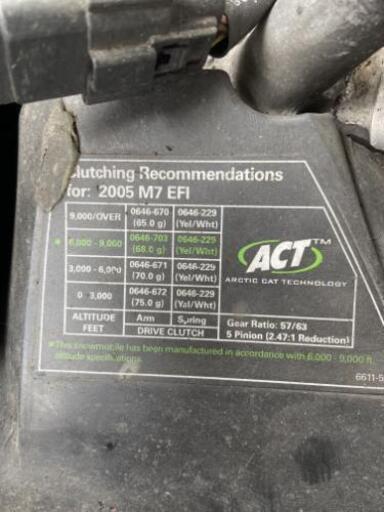 Clutching Recommendations
for: 2005 M7 EFI
9,000/OVER 0646-670 (65.0 g) 0646-229 (Yel/Wht)
* 6,000 - 9,000 0646-703 (68.0 g) 0646-229 (Yel/Wht)
3,000 - 6,000 0646-671 (70.0 g) 0646-229 (Yel/Wht)
0 - 3,000 0646-672 (75.0 g) 0646-229 (Yal/Wht)
ALTITUDE FEET Arm Spring
DRIVE CLUTCH
ACT™
ARCTIC CAT TECHNOLOGY
Gear Ratio: 57/63
5 Pinion (2.47:1 Reduction)
*This snowmobile has been manufactured in accordance with 6,000 - 9,000 ft.
altitude specifications.
6611-5